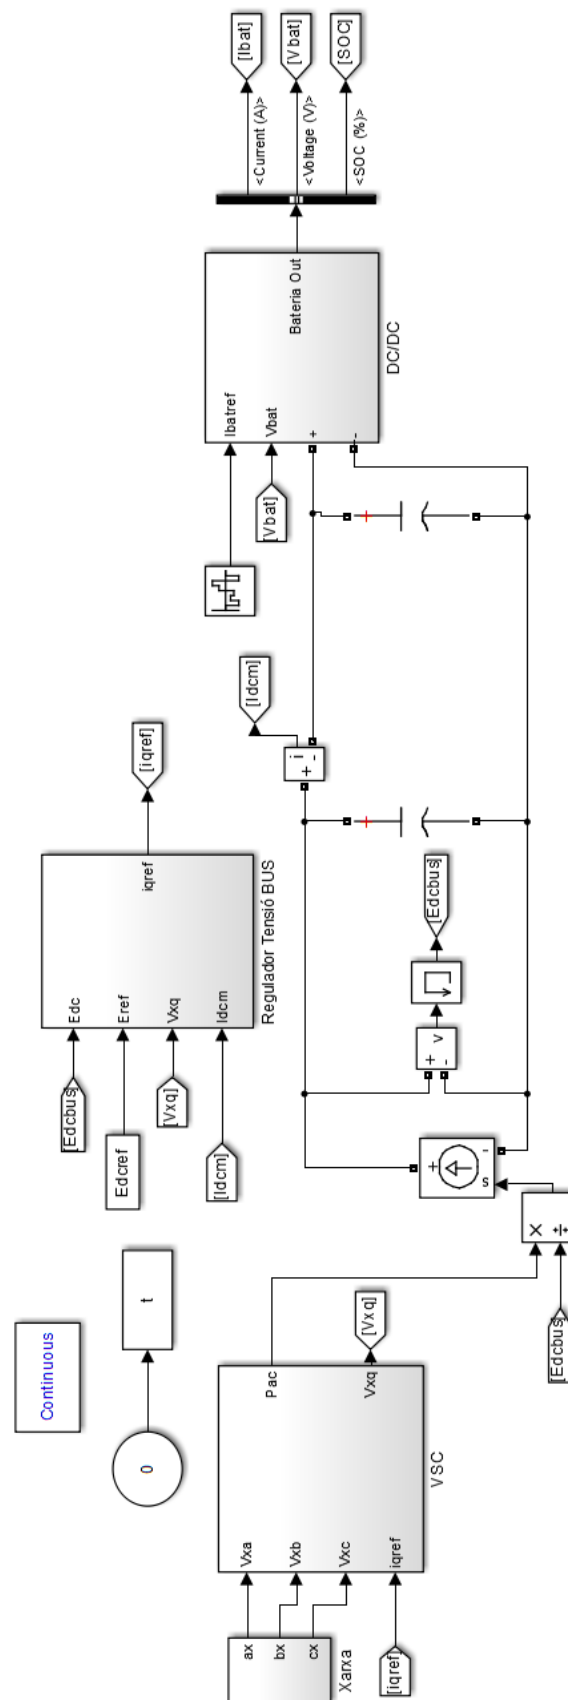 Continuous
0
t
[Edcbus]
Edcref
[Vxq]
[Idcm]
Edc
Eref
Vxq
Idcm
iqref
Regulador Tensió BUS
[iqref]
ax
bx
cx
Xarxa
[iqref]
Vxa
Vxb
Vxc
iqref
Pac
Vxq
VSC
[Vxq]
[Edcbus]
×
÷
s
+
-
+
-
v
[Edcbus]
+
+
i
-
[Idcm]
+
[Vbat]
Ibatref
Vbat
+
-
Bateria Out
DC/DC
<Current (A)>
<Voltage (V)>
<SOC (%)>
[Ibat]
[Vbat]
[SOC]